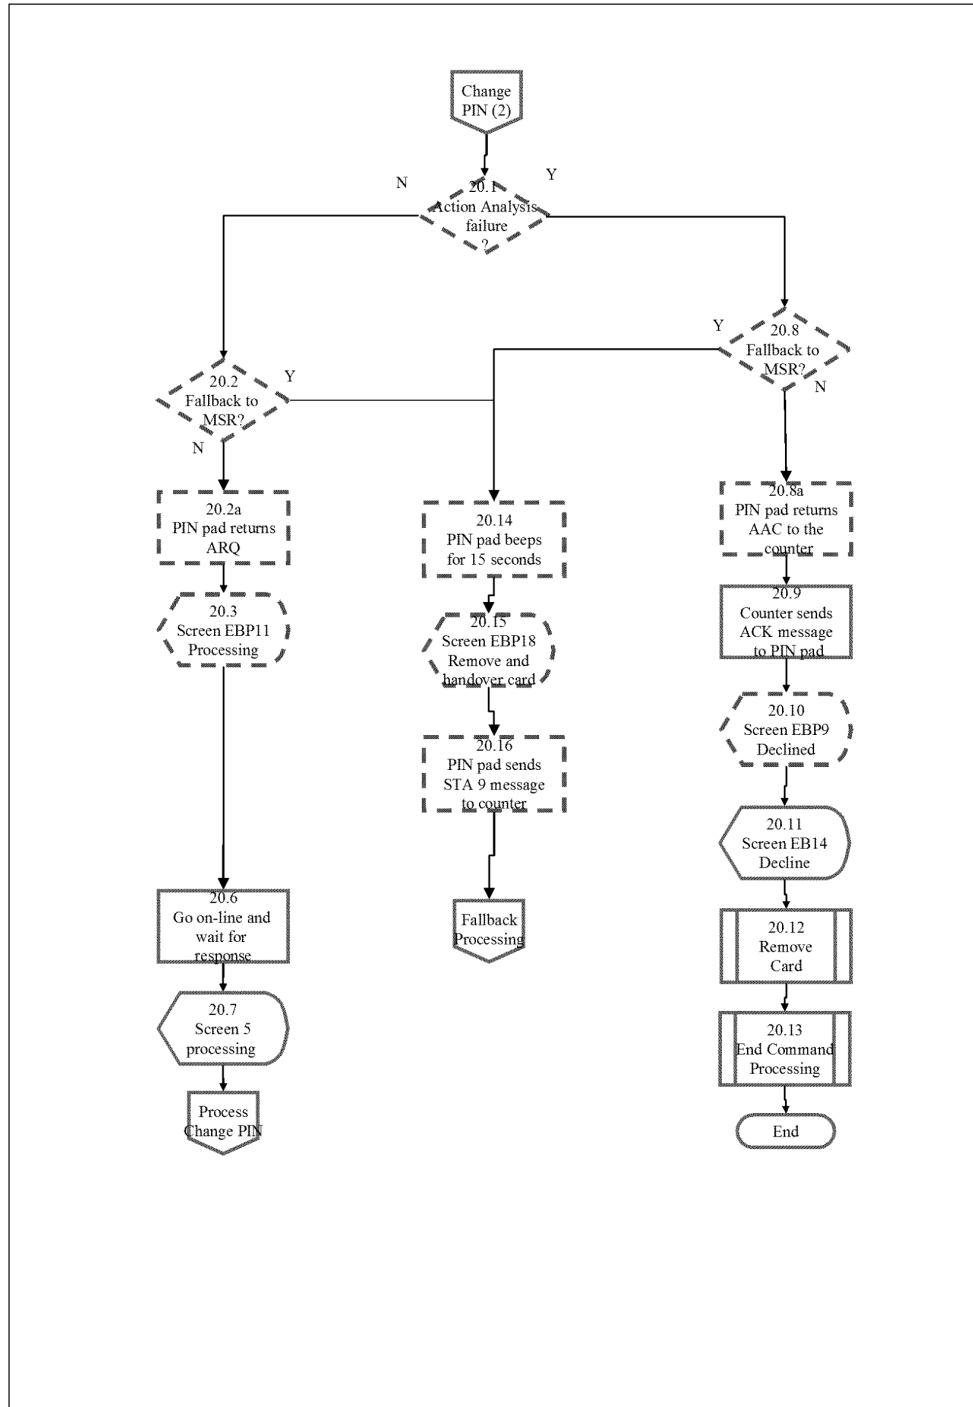 Change
PIN (2)
N
Y
20.1
Action Analysis
failure
?
20.8
Fallback to
MSR?
Y
N
20.2
Fallback to
MSR?
Y
N
20.2a
PIN pad returns
ARQ
20.3
Screen EBP11
Processing
20.6
Go on-line and
wait for
response
20.7
Screen 5
processing
Process
Change PIN
20.14
PIN pad beeps
for 15 seconds
20.15
Screen EBP18
Remove and
handover card
20.16
PIN pad sends
STA 9 message
to counter
Fallback
Processing
20.8a
PIN pad returns
AAC to the
counter
20.9
Counter sends
ACK message
to PIN pad
20.10
Screen EBP9
Declined
20.11
Screen EB14
Decline
20.12
Remove
Card
20.13
End Command
Processing
End